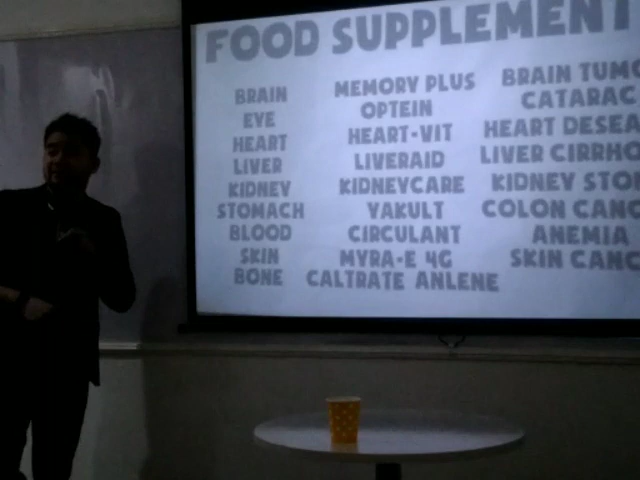 FOOD SUPPLEMENT
BRAIN MEMORY PLUS BRAIN TUMO
EYE OPTEIN CATARAC
HEART HEART-VIT HEART DESEA
LIVER LIVERAID LIVER CIRRHO
KIDNEY KIDNEYCARE KIDNEY STO
STOMACH YAKULT COLON CANC
BLOOD CIRCULANT ANEMIA
SKIN MYRA-E 4G SKIN CANC
BONE CALTRATE ANLENE